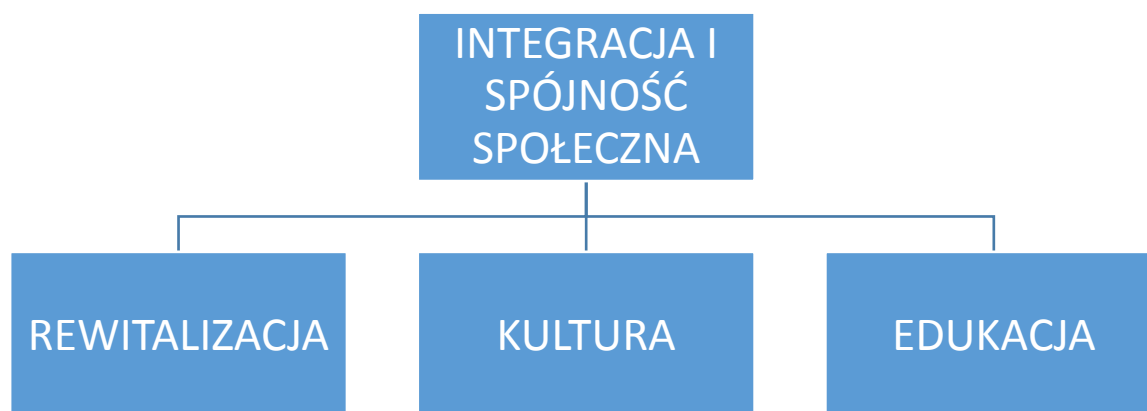 INTEGRACJA I
SPÓJNOŚĆ
SPOŁECZNA
REWITALIZACJA
KULTURA
EDUKACJA